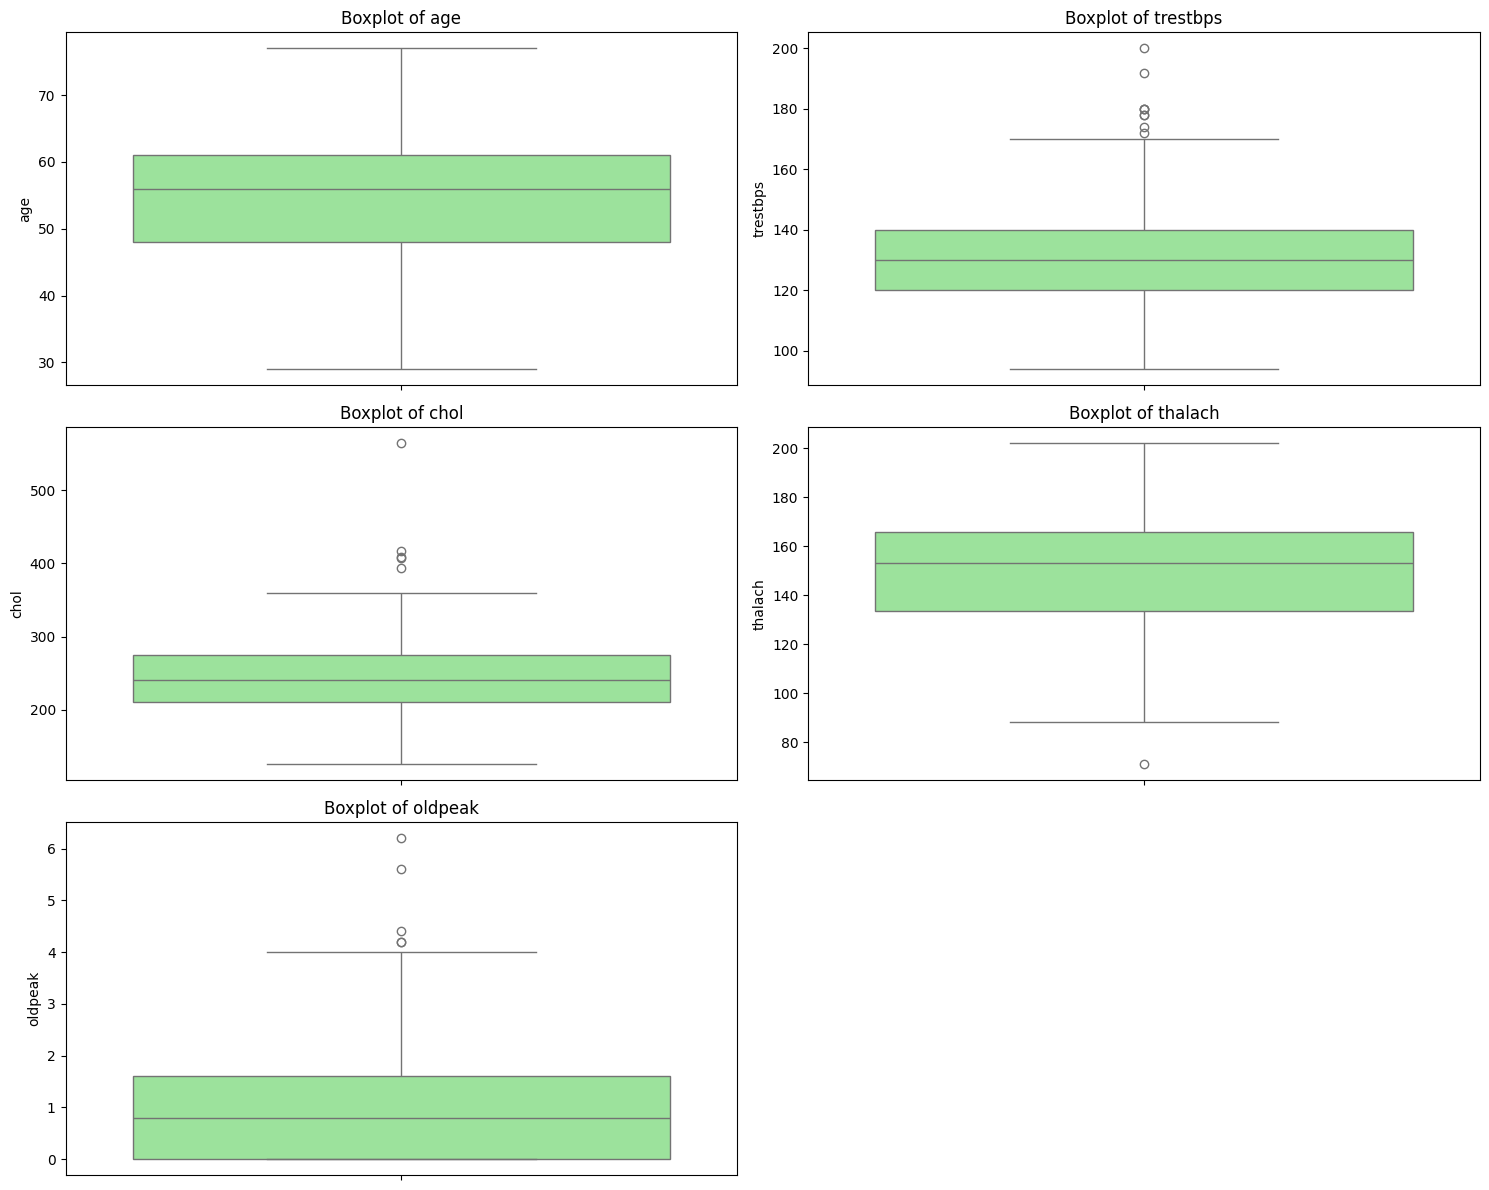 Boxplot of age
70
60
50
40
30
age
Boxplot of trestbps
200
180
160
140
120
100
trestbps
Boxplot of chol
500
400
300
200
chol
Boxplot of thalach
200
180
160
140
120
100
80
thalach
Boxplot of oldpeak
6
5
4
3
2
1
0
oldpeak